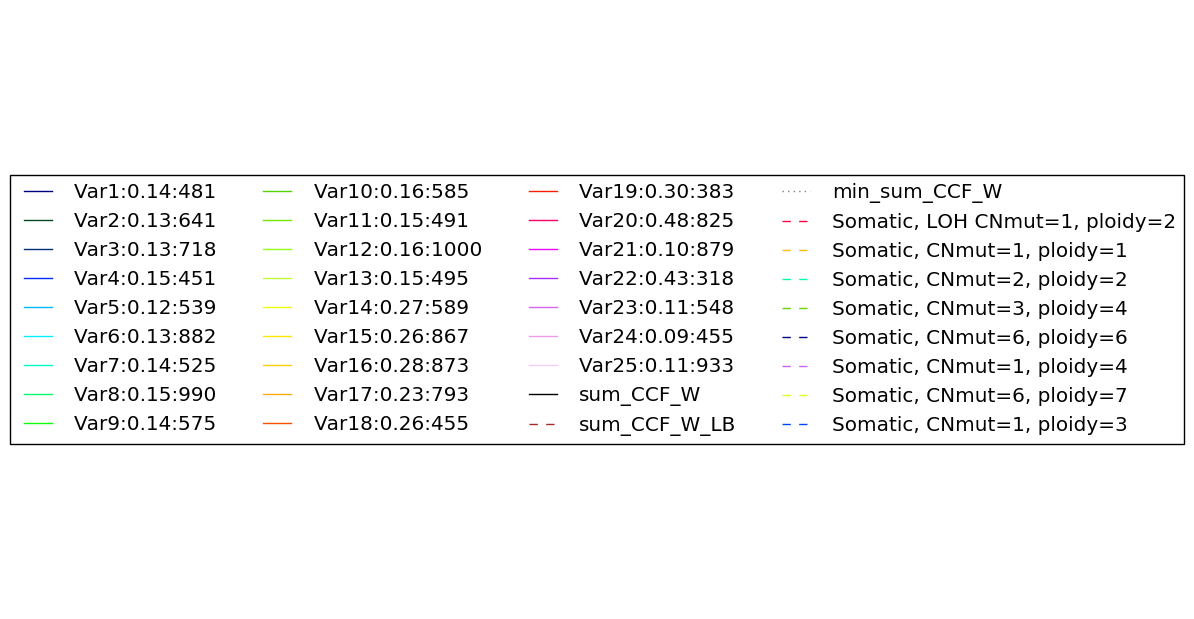 Var1:0.14:481
Var2:0.13:641
Var3:0.13:718
Var4:0.15:451
Var5:0.12:539
Var6:0.13:882
Var7:0.14:525
Var8:0.15:990
Var9:0.14:575
Var10:0.16:585
Var11:0.15:491
Var12:0.16:1000
Var13:0.15:495
Var14:0.27:589
Var15:0.26:867
Var16:0.28:873
Var17:0.23:793
Var18:0.26:455
Var19:0.30:383
Var20:0.48:825
Var21:0.10:879
Var22:0.43:318
Var23:0.11:548
Var24:0.09:455
Var25:0.11:933
sum_CCF_W
sum_CCF_W_LB
min_sum_CCF_W
Somatic, LOH CNmut=1, ploidy=2
Somatic, CNmut=1, ploidy=1
Somatic, CNmut=2, ploidy=2
Somatic, CNmut=3, ploidy=4
Somatic, CNmut=6, ploidy=6
Somatic, CNmut=1, ploidy=4
Somatic, CNmut=6, ploidy=7
Somatic, CNmut=1, ploidy=3